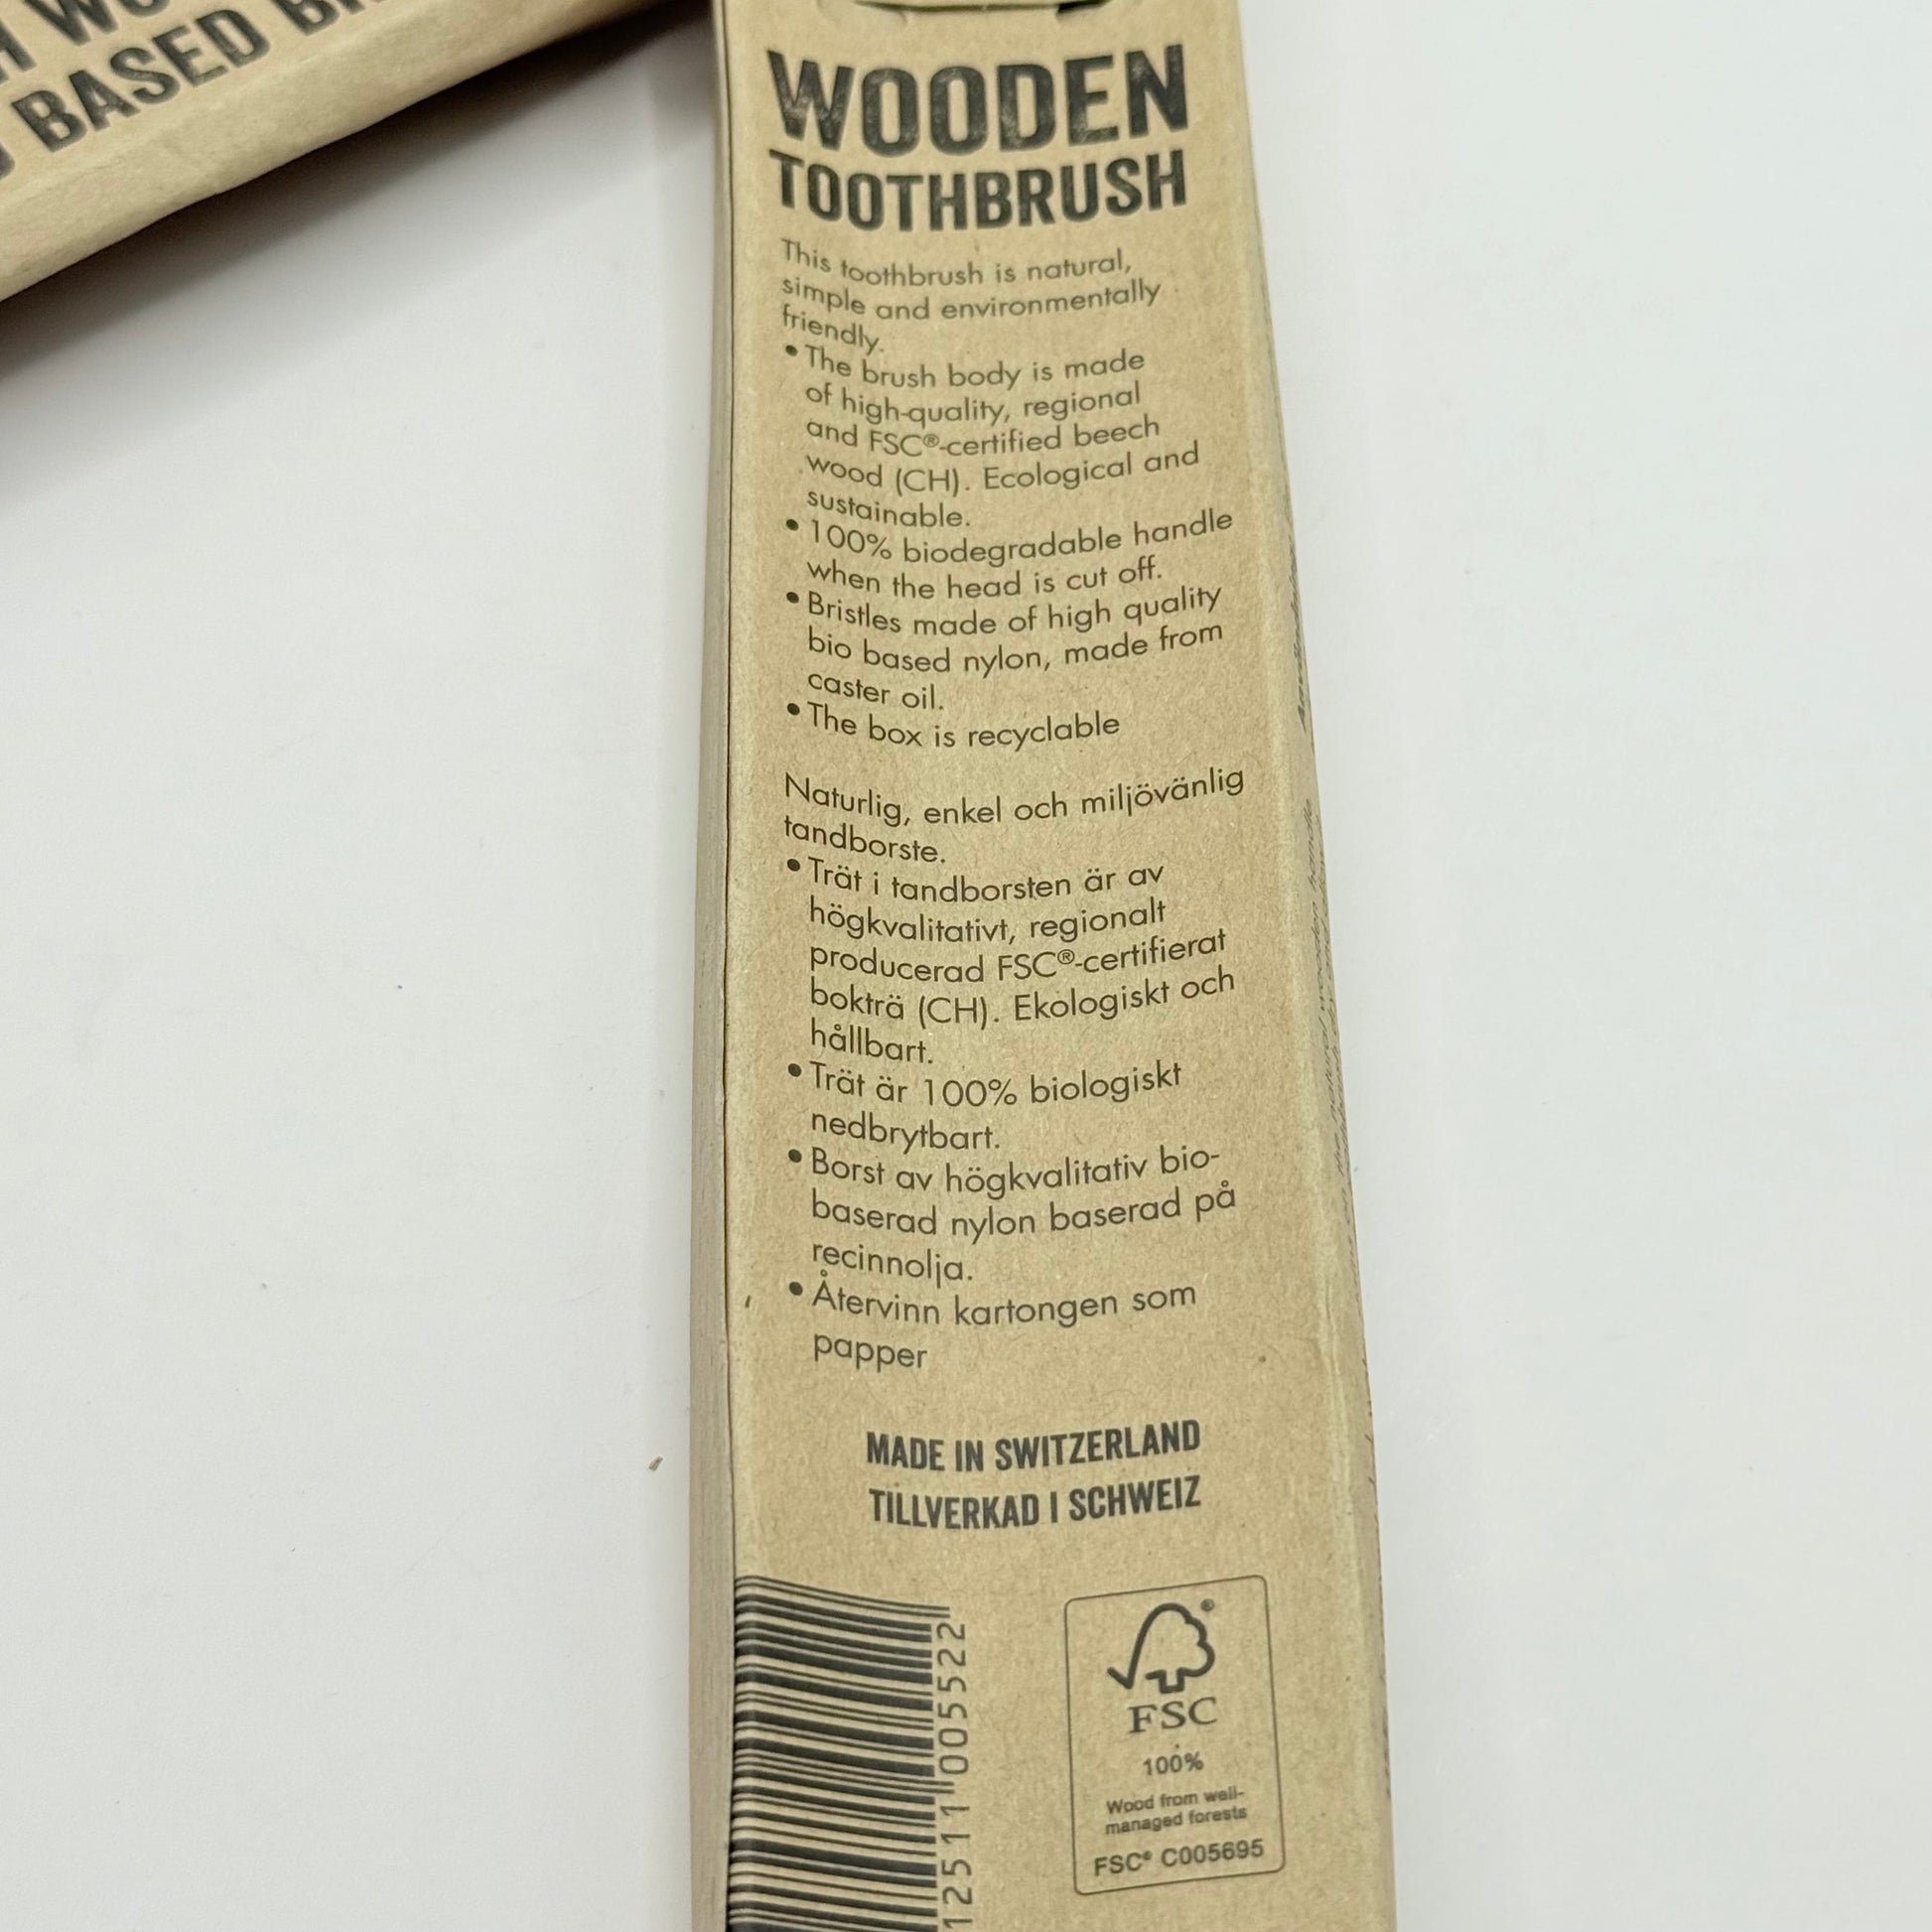 BASED
WOODEN
TOOTHBRUSH
This toothbrush is natural,
simple and environmentally
friendly.
• The brush body is made
of high-quality, regional
and FSC®-certified beech
wood (CH). Ecological and
sustainable.
• 100% biodegradable handle
when the head is cut off.
• Bristles made of high quality
bio based nylon, made from
caster oil.
• The box is recyclable
Naturlig, enkel och miljövänlig
tandborste.
• Trät i tandborsten är av
högkvalitativt, regionalt
producerad FSC®-certifierat
bokträ (CH). Ekologiskt och
hållbart.
• Trät är 100% biologiskt
nedbrytbart.
• Borst av högkvalitativ bio-
baserad nylon baserad på
recinnolja.
• Återvinn kartongen som
papper
MADE IN SWITZERLAND
TILLVERKAD I SCHWEIZ
12511 005522
FSC
100%
Wood from well-
managed forests
FSC® C005695